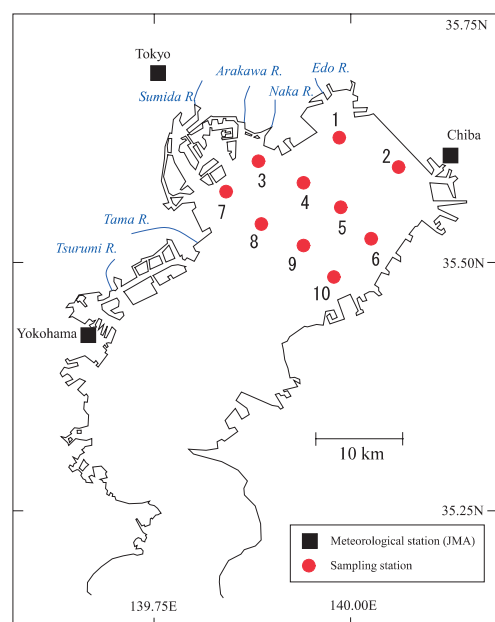 35.75N
Tokyo
Edo R.
Arakawa R.
Naka R.
Sumida R.
1
Chiba
2
3
4
7
5
Tama R.
8
6
Tsurumi R.
9
35.50N
10
Yokohama
10 km
35.25N
Meteorological station (JMA)
Sampling station
139.75E
140.00E